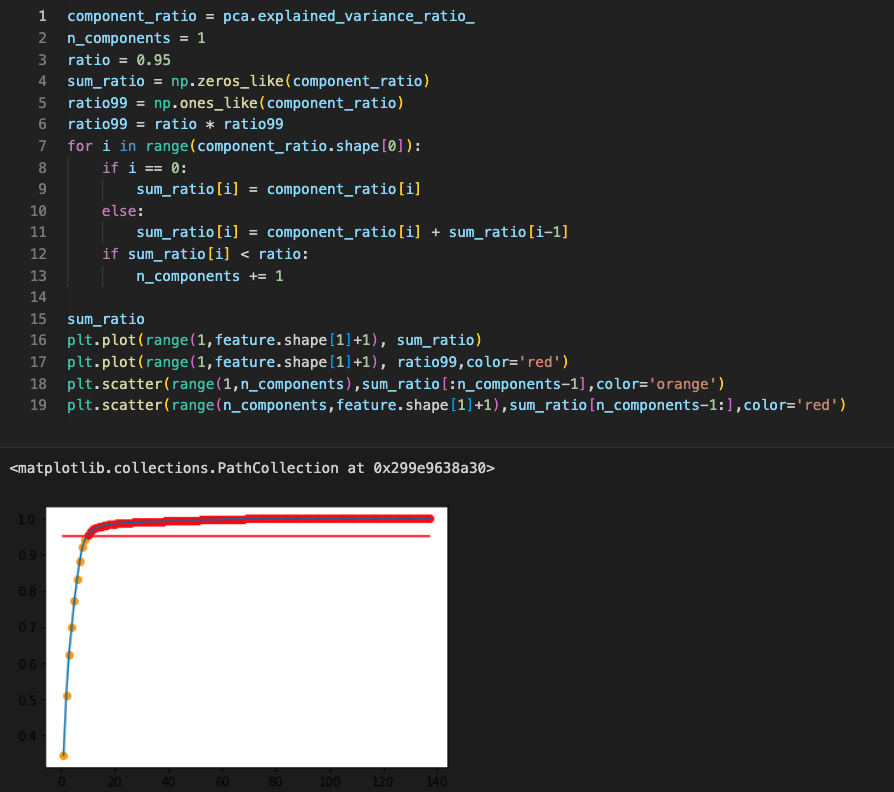 1 component_ratio = pca.explained_variance_ratio_
2 n_components = 1
3 ratio = 0.95
4 sum_ratio = np.zeros_like(component_ratio)
5 ratio99 = np.ones_like(component_ratio)
6 ratio99 = ratio * ratio99
7 for i in range(component_ratio.shape[0]):
8     if i == 0:
9         sum_ratio[i] = component_ratio[i]
10     else:
11         sum_ratio[i] = component_ratio[i] + sum_ratio[i-1]
12     if sum_ratio[i] < ratio:
13         n_components += 1
14
15 sum_ratio
16 plt.plot(range(1,feature.shape[1]+1), sum_ratio)
17 plt.plot(range(1,feature.shape[1]+1), ratio99,color='red')
18 plt.scatter(range(1,n_components),sum_ratio[:n_components-1],color='orange')
19 plt.scatter(range(n_components,feature.shape[1]+1),sum_ratio[n_components-1:],color='red')
<matplotlib.collections.PathCollection at 0x299e9638a30>
1.0
0.9
0.8
0.7
0.6
0.5
0.4
0 20 40 60 80 100 120 140